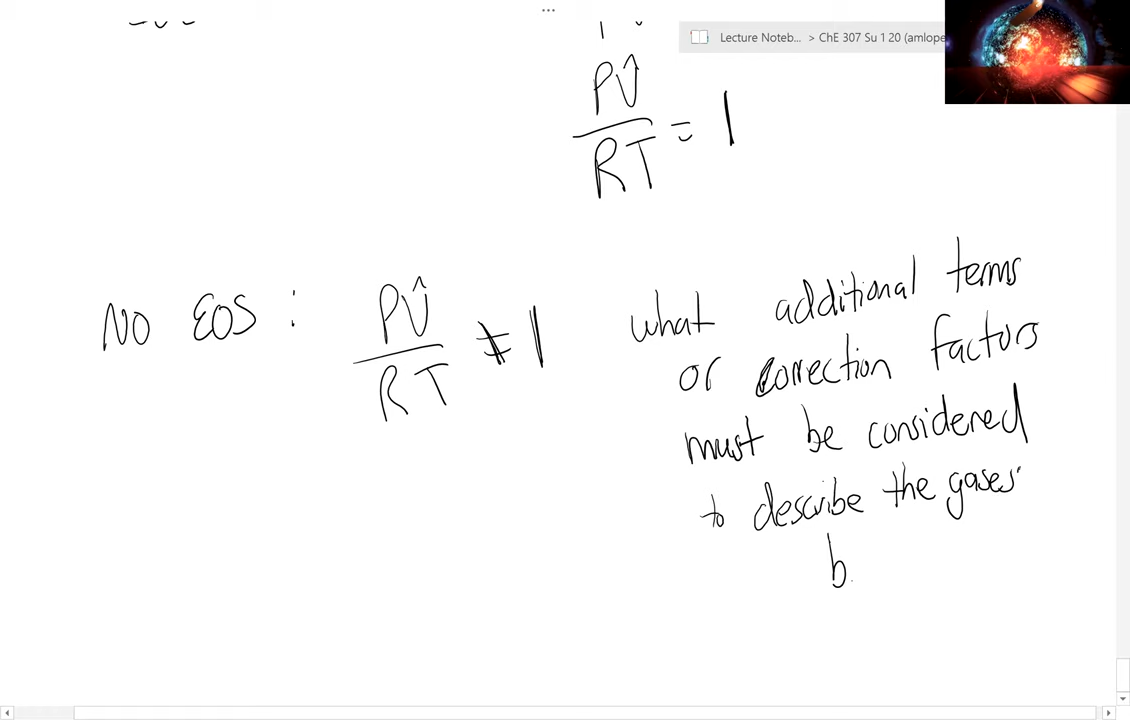 Lecture Noteb... > ChE 307 Su 1 20 (amlope
PV̂
RT = 1
NO EOS : PV̂
RT ≠ 1
what additional terms
or correction factors
must be considered
to describe the gases'
b